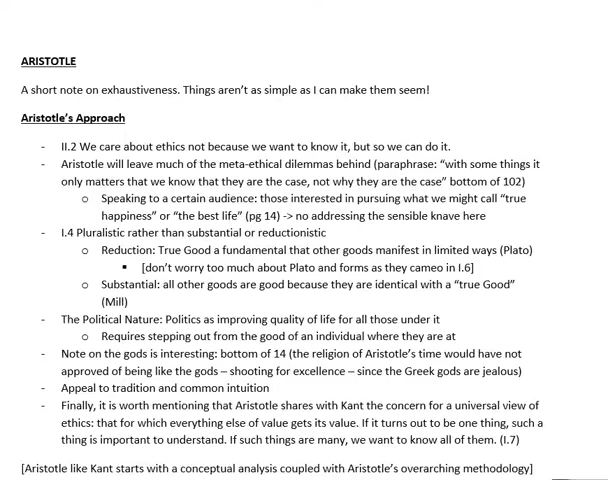 ARISTOTLE
A short note on exhaustiveness. Things aren't as simple as I can make them seem!
Aristotle's Approach
- II.2 We care about ethics not because we want to know it, but so we can do it.
- Aristotle will leave much of the meta-ethical dilemmas behind (paraphrase: "with some things it
only matters that we know that they are the case, not why they are the case" bottom of 102)
o Speaking to a certain audience: those interested in pursuing what we might call "true
happiness" or "the best life" (pg 14) -> no addressing the sensible knave here
- I.4 Pluralistic rather than substantial or reductionistic
o Reduction: True Good a fundamental that other goods manifest in limited ways (Plato)
▪ [don't worry too much about Plato and forms as they cameo in I.6]
o Substantial: all other goods are good because they are identical with a "true Good"
(Mill)
- The Political Nature: Politics as improving quality of life for all those under it
o Requires stepping out from the good of an individual where they are at
- Note on the gods is interesting: bottom of 14 (the religion of Aristotle's time would have not
approved of being like the gods – shooting for excellence – since the Greek gods are jealous)
- Appeal to tradition and common intuition
- Finally, it is worth mentioning that Aristotle shares with Kant the concern for a universal view of
ethics: that for which everything else of value gets its value. If it turns out to be one thing, such a
thing is important to understand. If such things are many, we want to know all of them. (I.7)
[Aristotle like Kant starts with a conceptual analysis coupled with Aristotle's overarching methodology]